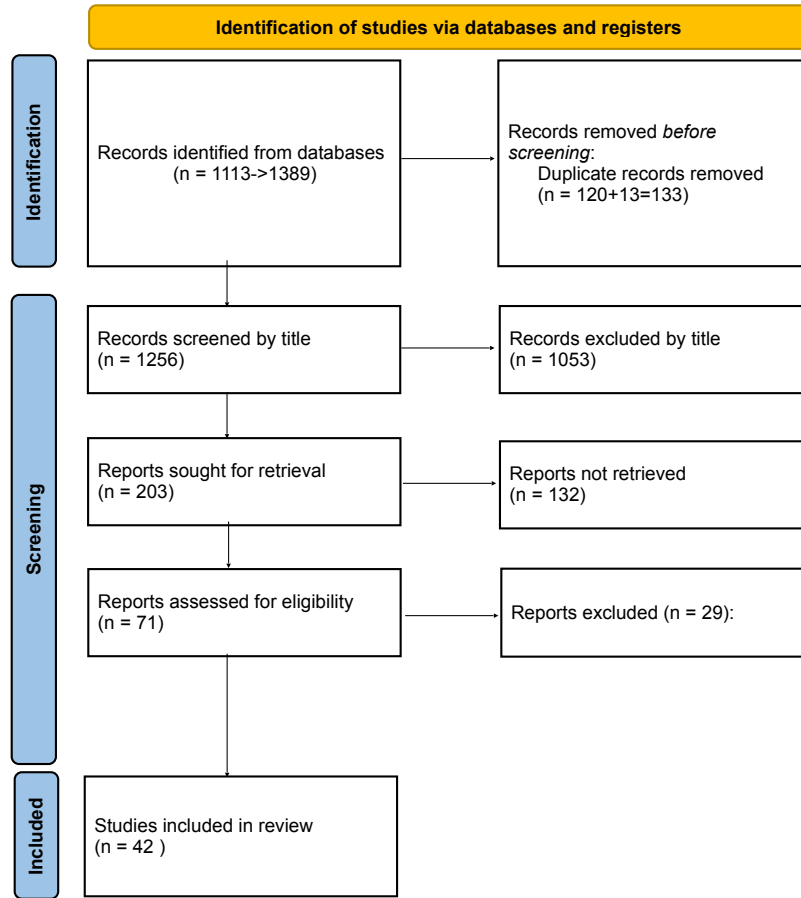 Identification of studies via databases and registers
Identification
Records identified from databases
(n = 1113->1389)
Records removed before
screening:
Duplicate records removed
(n = 120+13=133)
Screening
Records screened by title
(n = 1256)
Records excluded by title
(n = 1053)
Reports sought for retrieval
(n = 203)
Reports not retrieved
(n = 132)
Reports assessed for eligibility
(n = 71)
Reports excluded (n = 29):
Included
Studies included in review
(n = 42 )